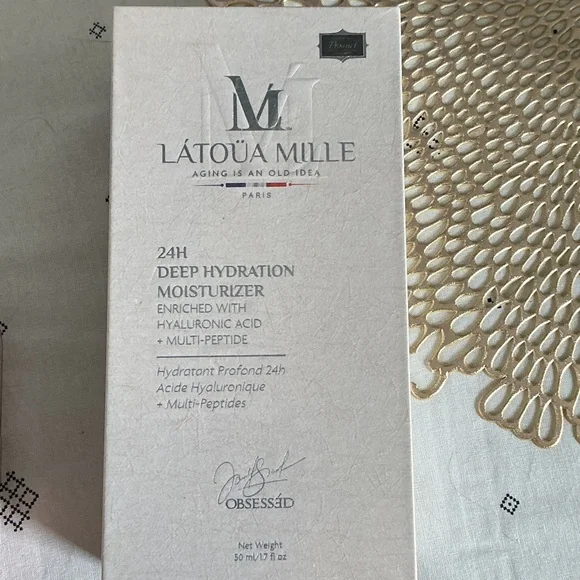 ML
LÁTOÜA MILLE
AGING IS AN OLD IDEA
PARIS
24H
DEEP HYDRATION
MOISTURIZER
ENRICHED WITH
HYALURONIC ACID
+ MULTI-PEPTIDE
Hydratant Profond 24h
Acide Hyaluronique
+ Multi-Peptides
OBSESSÉD
Net Weight
50 ml/1.7 fl oz